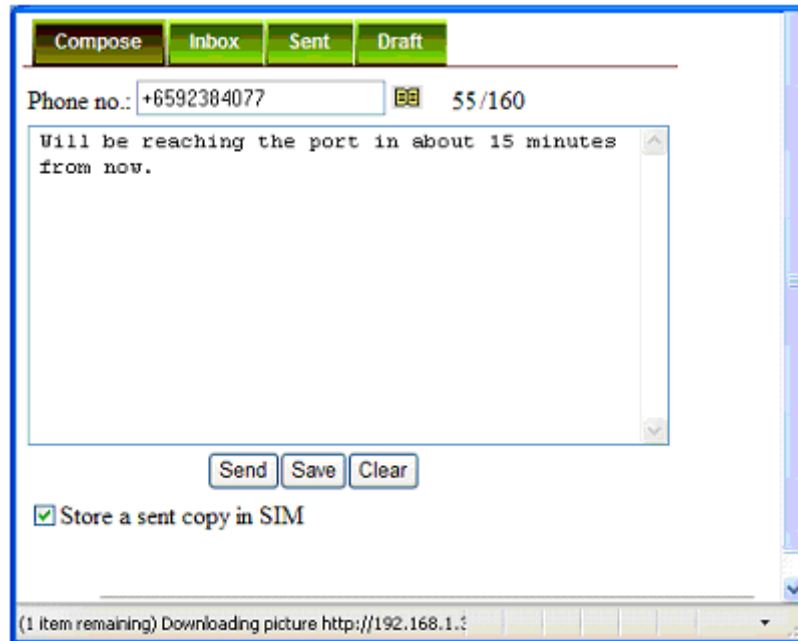 Compose Inbox Sent Draft
Phone no.: +6592384077 55/160
Will be reaching the port in about 15 minutes
from now.
Send Save Clear
Store a sent copy in SIM
(1 item remaining) Downloading picture http://192.168.1.